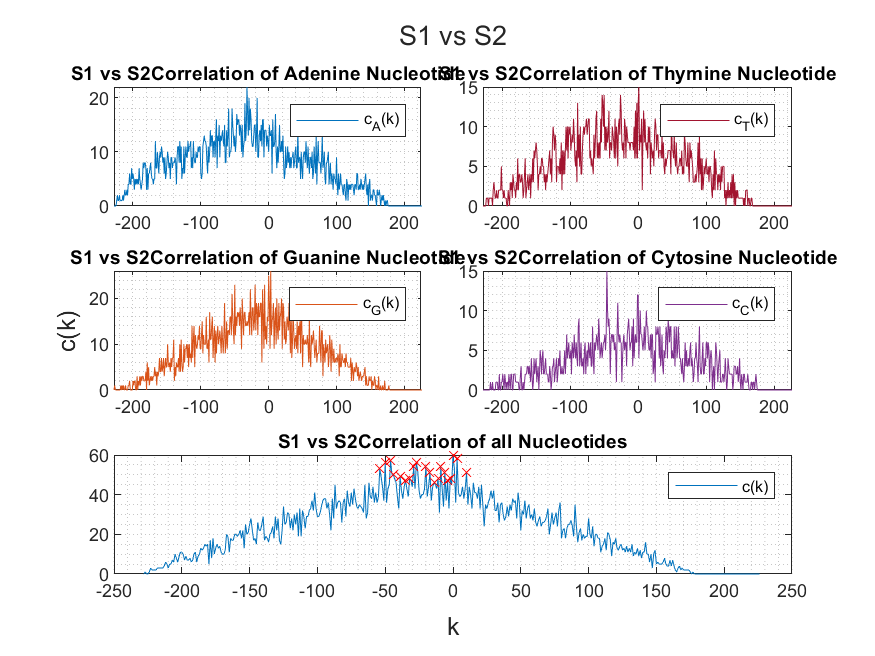 S1 vs S2
S1 vs S2Correlation of Adenine Nucleotide
20
10
0
-200 -100 0 100 200
c_A(k)
S1 vs S2Correlation of Thymine Nucleotide
15
10
5
0
-200 -100 0 100 200
c_T(k)
S1 vs S2Correlation of Guanine Nucleotide
20
10
0
-200 -100 0 100 200
c_G(k)
S1 vs S2Correlation of Cytosine Nucleotide
15
10
5
0
-200 -100 0 100 200
c_C(k)
c(k)
S1 vs S2Correlation of all Nucleotides
60
40
20
0
-250 -200 -150 -100 -50 0 50 100 150 200 250
c(k)
k